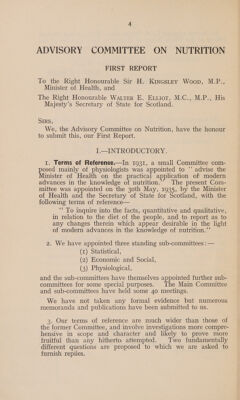 4
ADVISORY COMMITTEE ON NUTRITION
FIRST REPORT
To the Right Honourable Sir H. KINGSLEY WOOD, M.P.,
Minister of Health, and
The Right Honourable WALTER E. ELLIOT, M.C., M.P., His
Majesty's Secretary of State for Scotland.
SIRS,
We, the Advisory Committee on Nutrition, have the honour
to submit this, our First Report.
I.—INTRODUCTORY.
1. Terms of Reference.—In 1931, a small Committee com-
posed mainly of physiologists was appointed to " advise the
Minister of Health on the practical application of modern
advances in the knowledge of nutrition." The present Com-
mittee was appointed on the 30th May, 1935, by the Minister
of Health and the Secretary of State for Scotland, with the
following terms of reference—
" To inquire into the facts, quantitative and qualitative,
in relation to the diet of the people, and to report as to
any changes therein which appear desirable in the light
of modern advances in the knowledge of nutrition."
2. We have appointed three standing sub-committees:—
(1) Statistical,
(2) Economic and Social,
(3) Physiological,
and the sub-committees have themselves appointed further sub-
committees for some special purposes. The Main Committee
and sub-committees have held some 40 meetings.
We have not taken any formal evidence but numerous
memoranda and publications have been submitted to us.
3. Our terms of reference are much wider than those of
the former Committee, and involve investigations more compre-
hensive in scope and character and likely to prove more
fruitful than any hitherto attempted. Two fundamentally
different questions are proposed to which we are asked to
furnish replies.